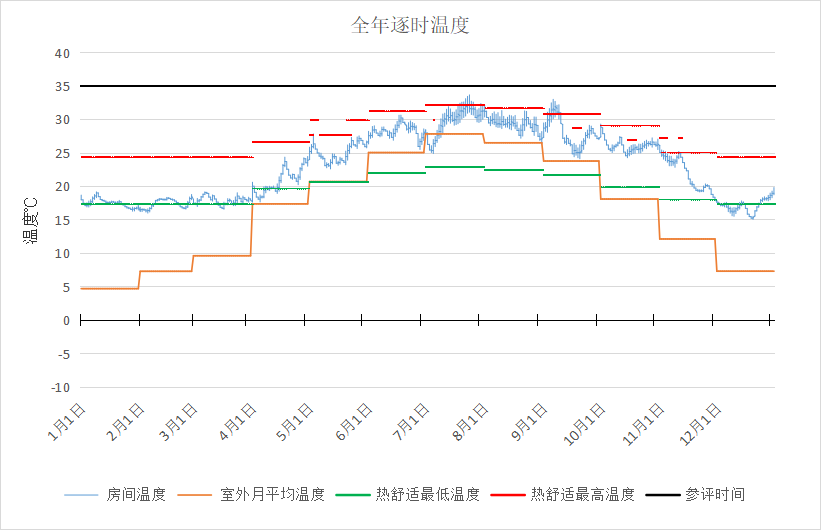 全年逐时温度
40
35
30
25
20
15
10
5
0
-5
-10
温度℃
1月1日
2月1日
3月1日
4月1日
5月1日
6月1日
7月1日
8月1日
9月1日
10月1日
11月1日
12月1日
房间温度 室外月平均温度 热舒适最低温度 热舒适最高温度 参评时间